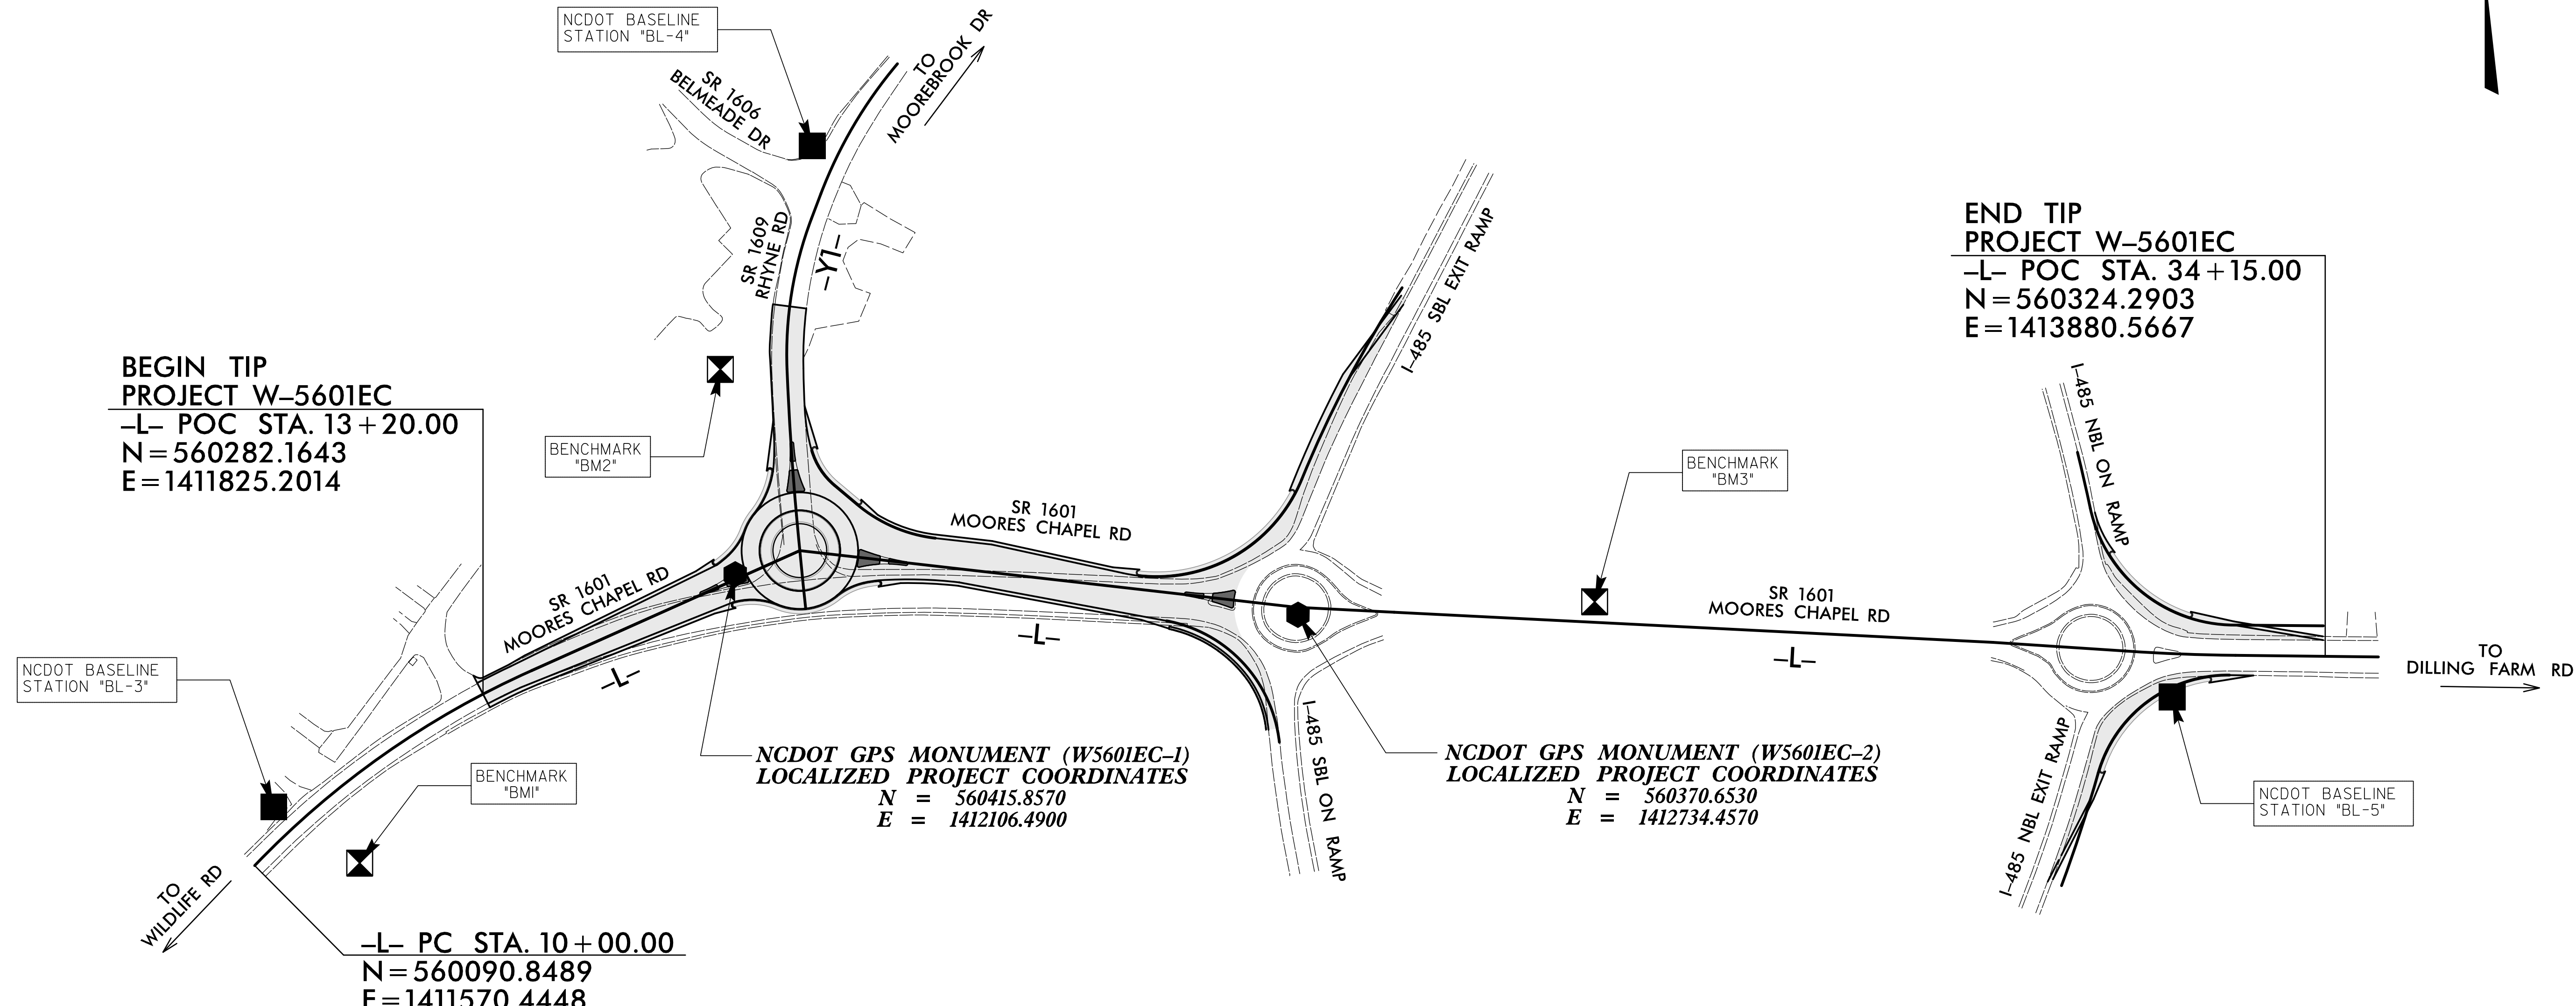 NCDOT BASELINE
STATION "BL-4"
TO
MOOREBROOK DR
SR 1606
BELMEADE DR
SR 1609
RHYNE RD
-Y1-
I-485 SBL EXIT RAMP
END TIP
PROJECT W-5601EC
-L- POC STA. 34+15.00
N=560324.2903
E=1413880.5667
BEGIN TIP
PROJECT W-5601EC
-L- POC STA. 13+20.00
N=560282.1643
E=1411825.2014
BENCHMARK
"BM2"
BENCHMARK
"BM3"
I-485 NBL ON RAMP
SR 1601
MOORES CHAPEL RD
SR 1601
MOORES CHAPEL RD
SR 1601
MOORES CHAPEL RD
-L-
-L-
-L-
TO
DILLING FARM RD
NCDOT BASELINE
STATION "BL-3"
BENCHMARK
"BM1"
NCDOT GPS MONUMENT (W5601EC-1)
LOCALIZED PROJECT COORDINATES
N = 560415.8570
E = 1412106.4900
I-485 SBL ON RAMP
NCDOT GPS MONUMENT (W5601EC-2)
LOCALIZED PROJECT COORDINATES
N = 560370.6530
E = 1412734.4570
I-485 NBL EXIT RAMP
NCDOT BASELINE
STATION "BL-5"
TO
WILDLIFE RD
-L- PC STA. 10+00.00
N=560090.8489
E=1411570.4448